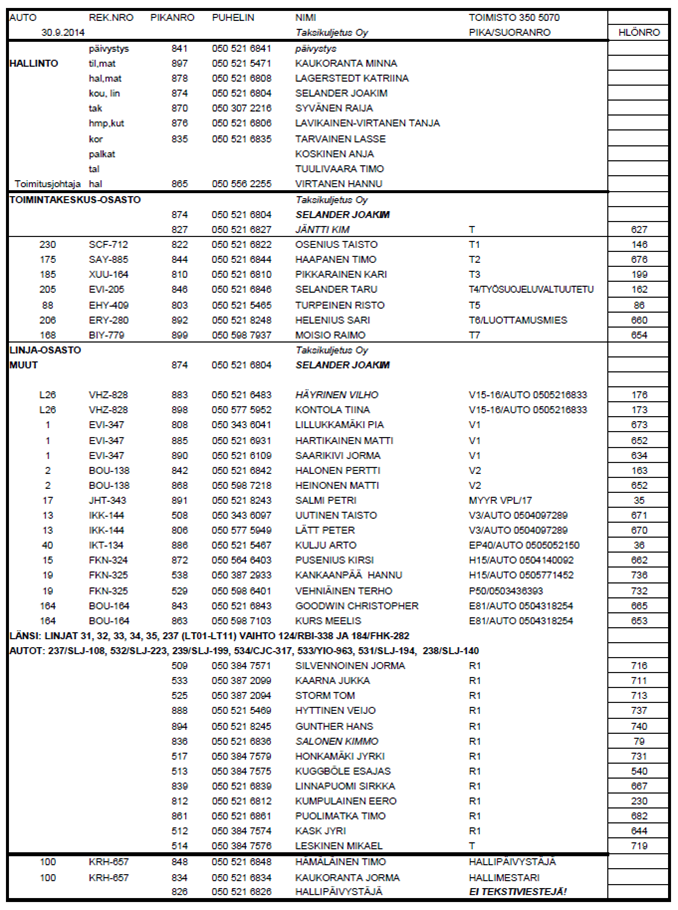 AUTO REK.NRO PIKANRO PUHELIN NIMI TOIMISTO 350 5070
30.9.2014 Taksikuljetus Oy PIKA/SUORANRO HLÖNRO
päivystys 841 050 521 6841 päivystys
HALLINTO til,mat 897 050 521 5471 KAUKORANTA MINNA
hal,mat 878 050 521 6808 LAGERSTEDT KATRIINA
kou, lin 874 050 521 6804 SELANDER JOAKIM
tak 870 050 307 2216 SYVÄNEN RAIJA
hmp,kut 876 050 521 6806 LAVIKAINEN-VIRTANEN TANJA
kor 835 050 521 6835 TARVAINEN LASSE
palkat KOSKINEN ANJA
tal TUULIVAARA TIMO
Toimitusjohtaja hal 865 050 556 2255 VIRTANEN HANNU
TOIMINTAKESKUS-OSASTO Taksikuljetus Oy
874 050 521 6804 SELANDER JOAKIM
827 050 521 6827 JÄNTTI KIM T 627
230 SCF-712 822 050 521 6822 OSENIUS TAISTO T1 146
175 SAY-885 844 050 521 6844 HAAPANEN TIMO T2 676
185 XUU-164 810 050 521 6810 PIKKARAINEN KARI T3 199
205 EVI-205 846 050 521 6846 SELANDER TARU T4/TYÖSUOJELUVALTUUTETU 162
88 EHY-409 803 050 521 5465 TURPEINEN RISTO T5 86
206 ERY-280 892 050 521 8248 HELENIUS SARI T6/LUOTTAMUSMIES 660
168 BIY-779 899 050 598 7937 MOISIO RAIMO T7 654
LINJA-OSASTO Taksikuljetus Oy
MUUT 874 050 521 6804 SELANDER JOAKIM
L26 VHZ-828 883 050 521 6483 HÄYRINEN VILHO V15-16/AUTO 0505216833 176
L26 VHZ-828 898 050 577 5952 KONTOLA TIINA V15-16/AUTO 0505216833 173
1 EVI-347 808 050 343 6041 LILLUKKAMÄKI PIA V1 673
1 EVI-347 885 050 521 6931 HARTIKAINEN MATTI V1 652
1 EVI-347 890 050 521 6109 SAARIKIVI JORMA V1 634
2 BOU-138 842 050 521 6842 HALONEN PERTTI V2 163
2 BOU-138 868 050 598 7218 HEINONEN MATTI V2 652
17 JHT-343 891 050 521 8243 SALMI PETRI MYYR VPL/17 35
13 IKK-144 508 050 343 6097 UUTINEN TAISTO V3/AUTO 0504097289 671
13 IKK-144 806 050 577 5949 LÄTT PETER V3/AUTO 0504097289 670
40 IKT-134 886 050 521 5467 KULJU ARTO EP40/AUTO 0505052150 36
15 FKN-324 872 050 564 6403 PUSENIUS KIRSI H15/AUTO 0504140092 662
19 FKN-325 538 050 387 2933 KANKAANPÄÄ HANNU H15/AUTO 0505771452 736
19 FKN-325 529 050 598 6401 VEHNIÄINEN TERHO P50/0503436393 732
164 BOU-164 843 050 521 6843 GOODWIN CHRISTOPHER E81/AUTO 0504318254 665
164 BOU-164 863 050 598 7103 KURS MEELIS E81/AUTO 0504318254 653
LÄNSI: LINJAT 31, 32, 33, 34, 35, 237 (LT01-LT11) VAIHTO 124/RBI-338 JA 184/FHK-282
AUTOT: 237/SLJ-108, 532/SLJ-223, 239/SLJ-199, 534/CJC-317, 533/YIO-963, 531/SLJ-194, 238/SLJ-140
509 050 384 7571 SILVENNOINEN JORMA R1 716
533 050 387 2099 KAARNA JUKKA R1 711
525 050 387 2094 STORM TOM R1 713
888 050 521 5469 HYTTINEN VEIJO R1 737
894 050 521 8245 GUNTHER HANS R1 740
836 050 521 6836 SALONEN KIMMO R1 79
517 050 384 7579 HONKAMÄKI JYRKI R1 731
513 050 384 7575 KUGGBÖLE ESAJAS R1 540
839 050 521 6839 LINNAPUOMI SIRKKA R1 667
812 050 521 6812 KUMPULAINEN EERO R1 230
861 050 521 6861 PUOLIMATKA TIMO R1 682
512 050 384 7574 KASK JYRI R1 644
514 050 384 7576 LESKINEN MIKAEL T 719
100 KRH-657 848 050 521 6848 HÄMÄLÄINEN TIMO HALLIPÄIVYSTÄJÄ
100 KRH-657 834 050 521 6834 KAUKORANTA JORMA HALLIMESTARI
826 050 521 6826 HALLIPÄIVYSTÄJÄ EI TEKSTIVIESTEJÄ!